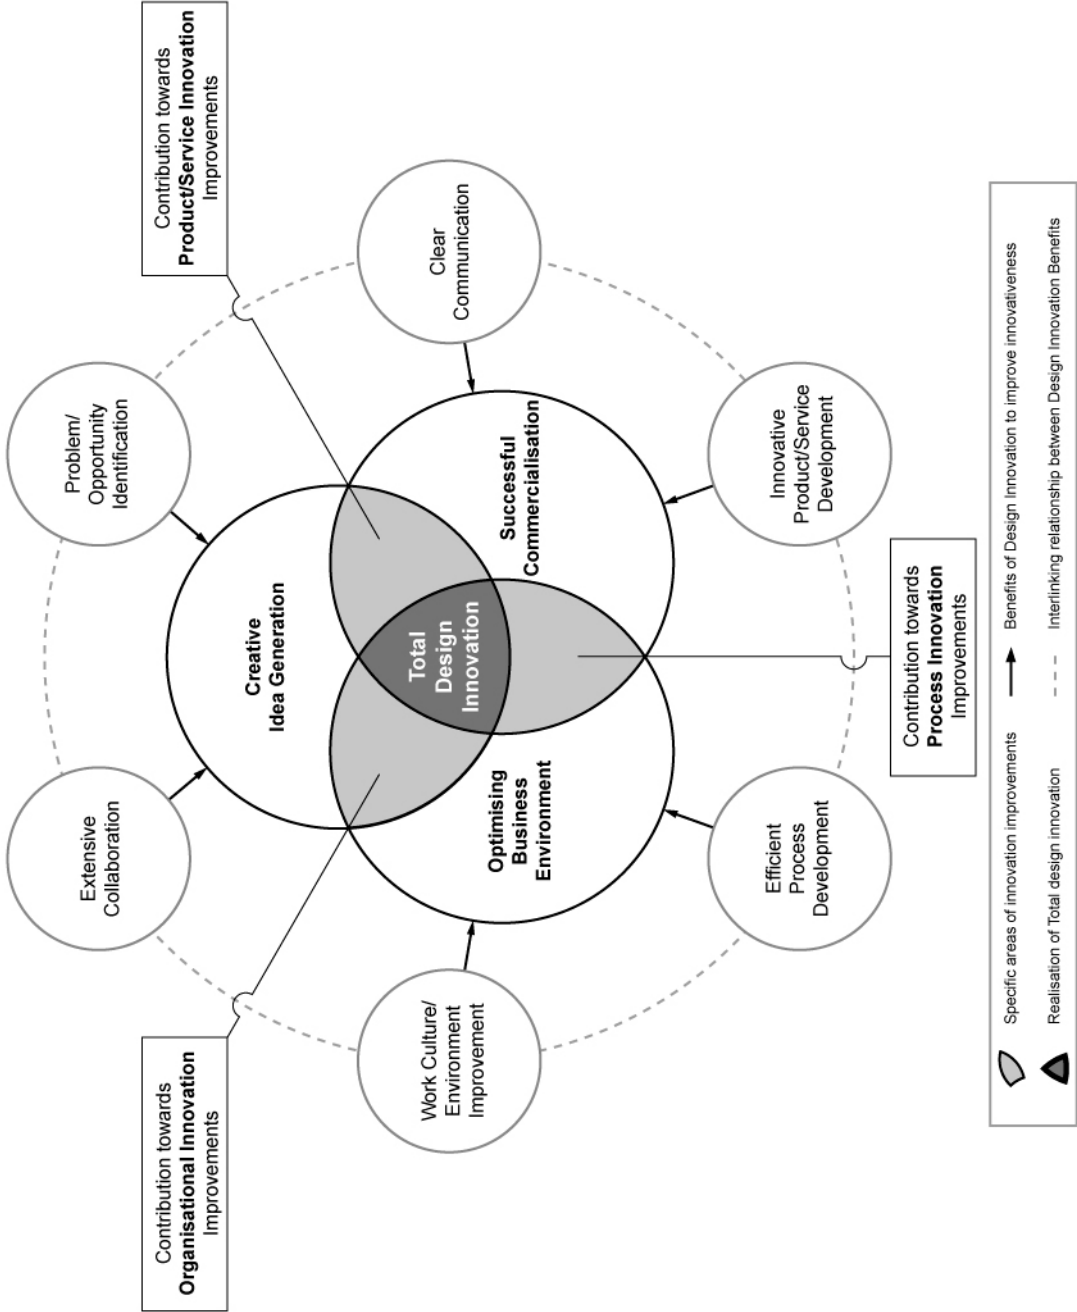 Contribution towards
Organisational Innovation
Improvements
Contribution towards
Product/Service Innovation
Improvements
Extensive
Collaboration
Problem/
Opportunity
Identification
Creative
Idea Generation
Work Culture/
Environment
Improvement
Clear
Communication
Total
Design
Innovation
Optimising
Business
Environment
Successful
Commercialisation
Efficient
Process
Development
Innovative
Product/Service
Development
Contribution towards
Process Innovation
Improvements
Specific areas of innovation improvements
Benefits of Design Innovation to improve innovativeness
Realisation of Total design innovation
Interlinking relationship between Design Innovation Benefits